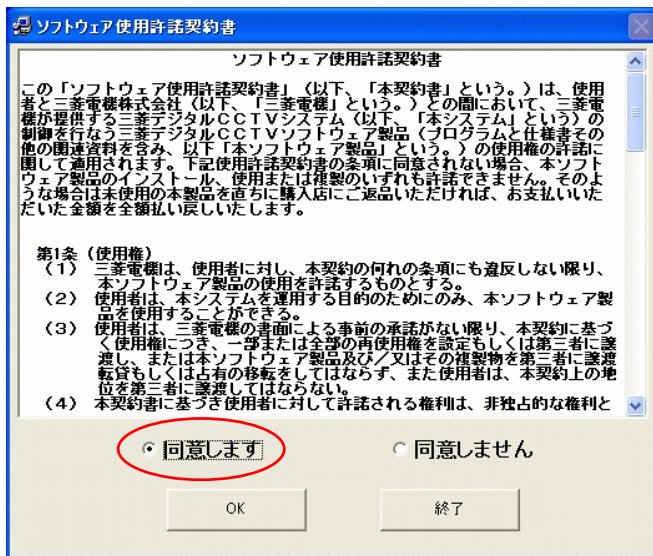 ソフトウェア使用許諾契約書
ソフトウェア使用許諾契約書
この「ソフトウェア使用許諾契約書」（以下、「本契約書」という。）は、使用
者と三菱電機株式会社（以下、「三菱電機」という。）との間において、三菱電
機が提供する三菱デジタルＣＣＴＶシステム（以下、「本システム」という）の
制御を行なう三菱デジタルＣＣＴＶソフトウェア製品（プログラムと仕様書その
他の関連資料を含み、以下「本ソフトウェア製品」という。）の使用権の許諾に
関して適用されます。下記使用許諾契約書の条項に同意されない場合、本ソフト
ウェア製品のインストール、使用または複製のいずれも許諾できません。そのよ
うな場合は未使用の本製品を直ちに購入店にご返品いただければ、お支払いいた
だいた金額を全額払い戻しいたします。
第1条（使用権）
（１） 三菱電機は、使用者に対し、本契約の何れの条項にも違反しない限り、
本ソフトウェア製品の使用を許諾するものとする。
（２） 使用者は、本システムを運用する目的のためにのみ、本ソフトウェア製
品を使用することができる。
（３） 使用者は、三菱電機の書面による事前の承諾がない限り、本契約に基づ
く使用権につき、一部または全部の再使用権を設定もしくは第三者に譲
渡し、または本ソフトウェア製品及び／又はその複製物を第三者に譲渡
転貸もしくは占有の移転をしてはならず、また使用者は、本契約上の地
位を第三者に譲渡してはならない。
（４） 本契約書に基づき使用者に対して許諾される権利は、非独占的な権利と
同意します 同意しません
OK 終了